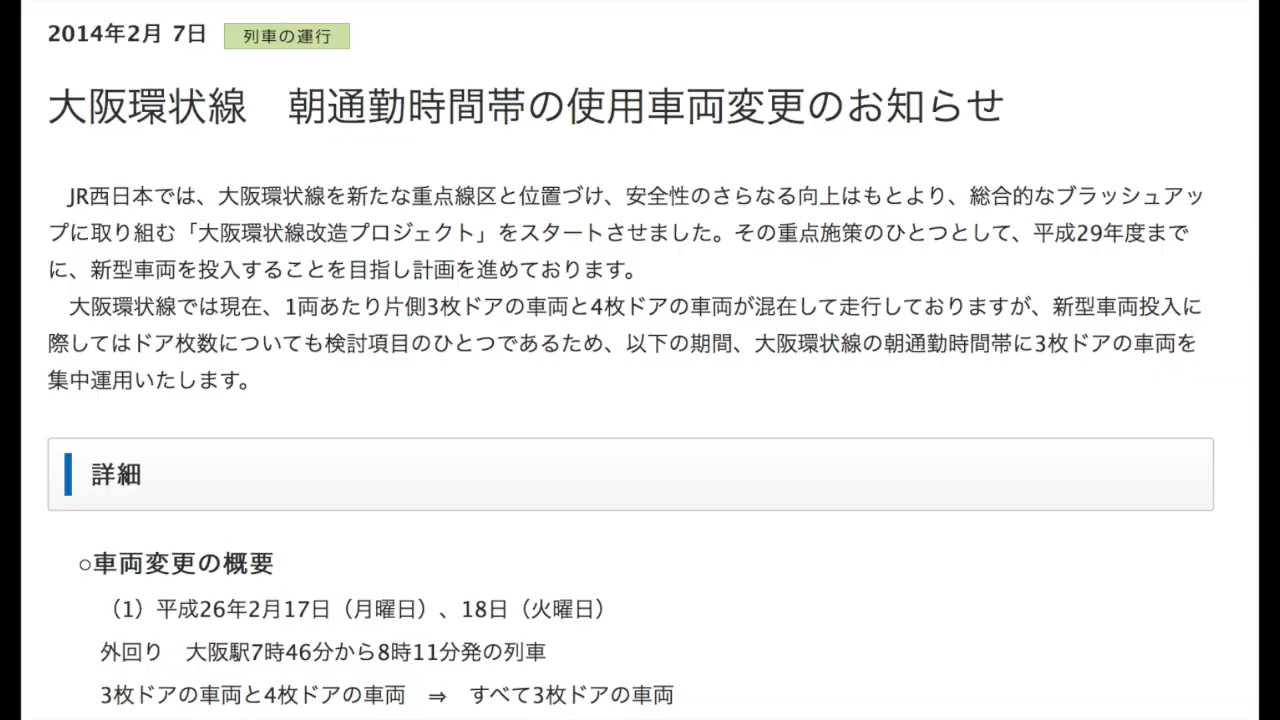 2014年2月 7日 列車の運行
大阪環状線　朝通勤時間帯の使用車両変更のお知らせ
JR西日本では、大阪環状線を新たな重点線区と位置づけ、安全性のさらなる向上はもとより、総合的なブラッシュアッ
プに取り組む「大阪環状線改造プロジェクト」をスタートさせました。その重点施策のひとつとして、平成29年度まで
に、新型車両を投入することを目指し計画を進めております。
大阪環状線では現在、1両あたり片側3枚ドアの車両と4枚ドアの車両が混在して走行しておりますが、新型車両投入に
際してはドア枚数についても検討項目のひとつであるため、以下の期間、大阪環状線の朝通勤時間帯に3枚ドアの車両を
集中運用いたします。
詳細
○車両変更の概要
（1）平成26年2月17日（月曜日）、18日（火曜日）
外回り　大阪駅7時46分から8時11分発の列車
3枚ドアの車両と4枚ドアの車両　⇒　すべて3枚ドアの車両